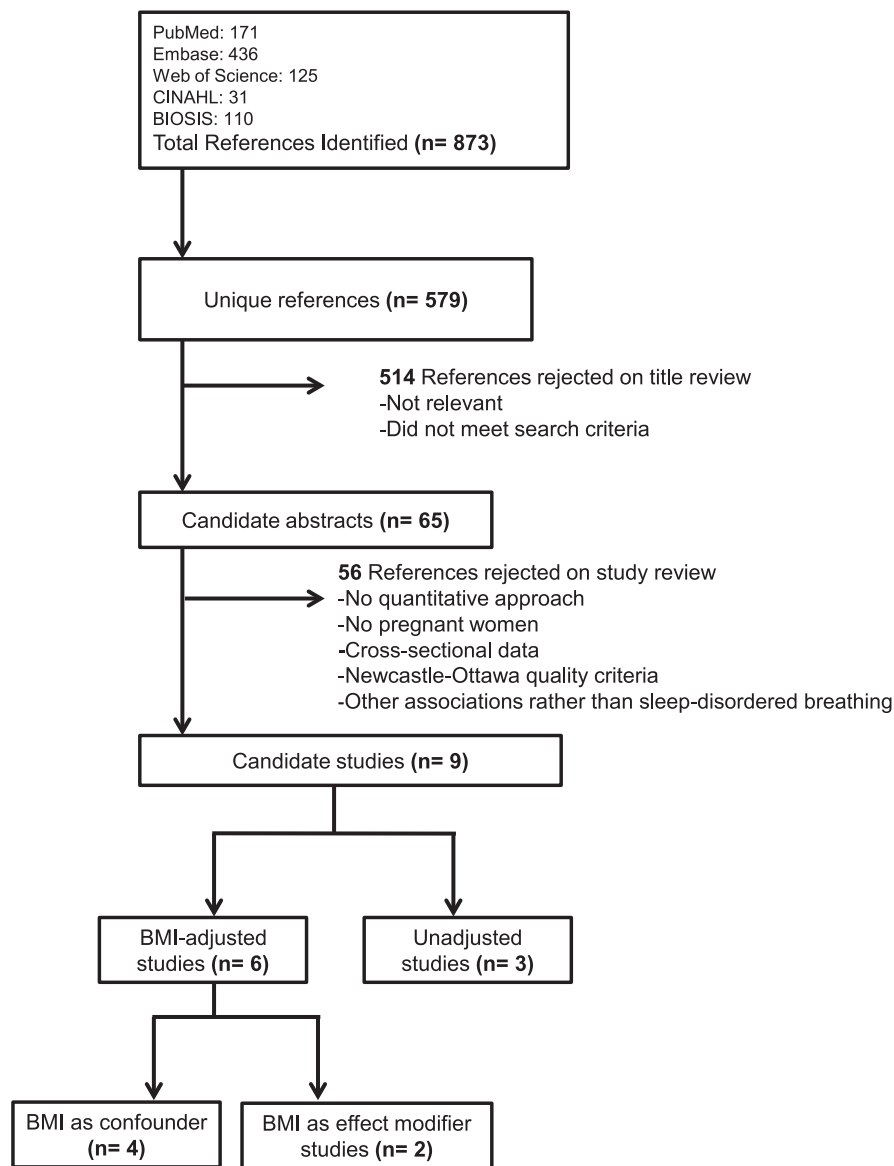 PubMed: 171
Embase: 436
Web of Science: 125
CINAHL: 31
BIOSIS: 110
Total References Identified (n= 873)
Unique references (n= 579)
514 References rejected on title review
-Not relevant
-Did not meet search criteria
Candidate abstracts (n= 65)
56 References rejected on study review
-No quantitative approach
-No pregnant women
-Cross-sectional data
-Newcastle-Ottawa quality criteria
-Other associations rather than sleep-disordered breathing
Candidate studies (n= 9)
BMI-adjusted
studies (n= 6)
Unadjusted
studies (n= 3)
BMI as confounder
(n= 4)
BMI as effect modifier
studies (n= 2)